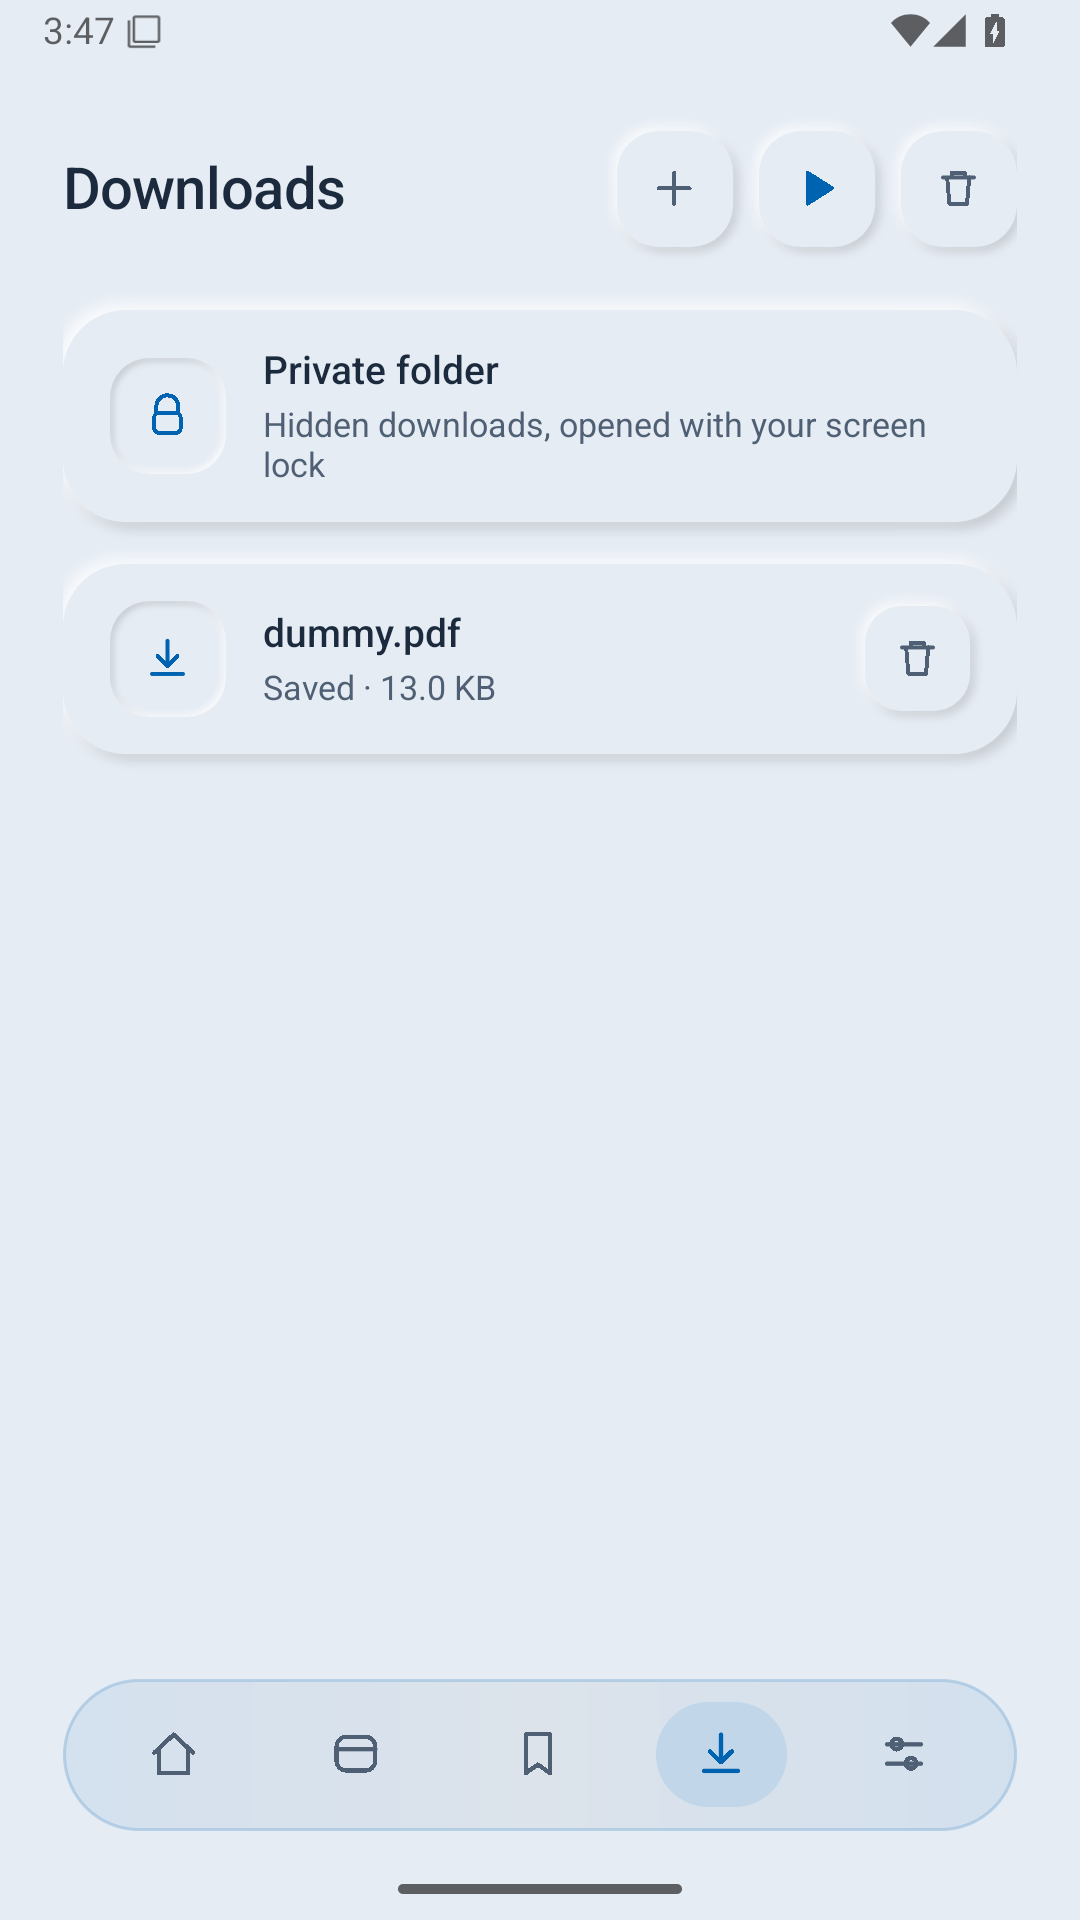 3:47
Downloads
Private folder
Hidden downloads, opened with your screen
lock
dummy.pdf
Saved · 13.0 KB